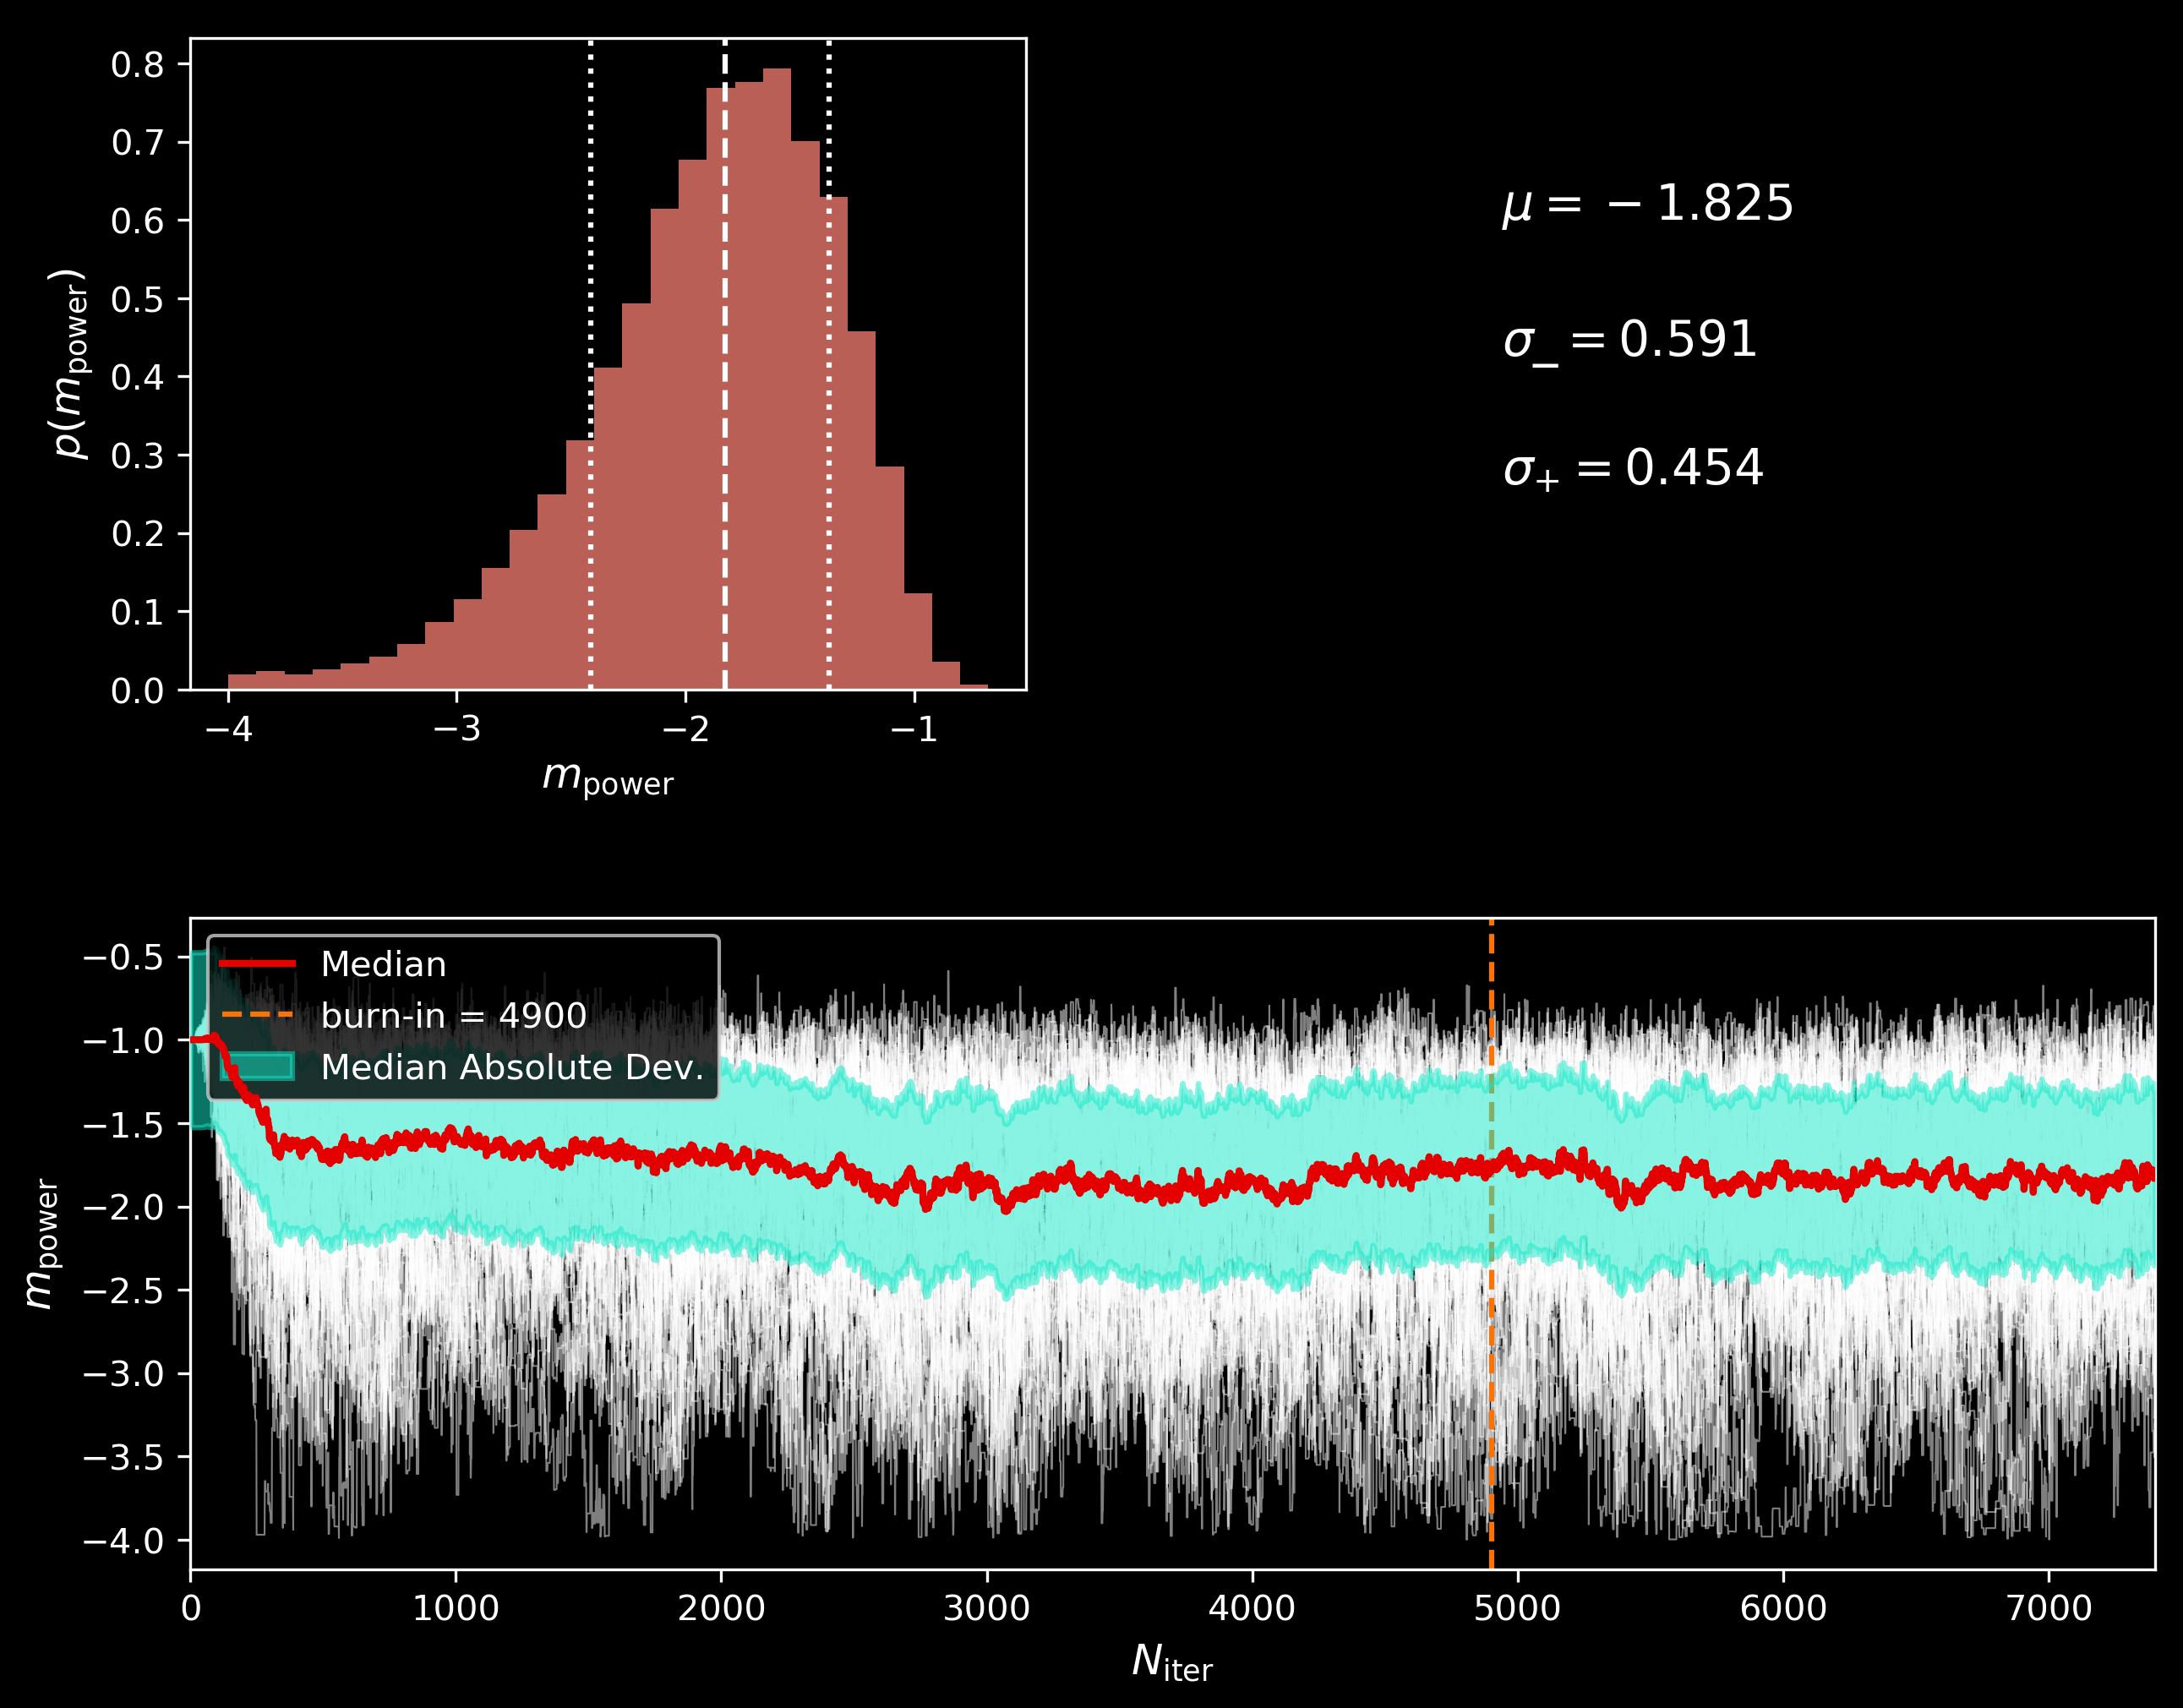 0.8
0.7
0.6
0.5
0.4
0.3
0.2
0.1
0.0
p(m_power)
−4 −3 −2 −1
m_power
μ = −1.825
σ_− = 0.591
σ_+ = 0.454
−0.5
−1.0
−1.5
−2.0
−2.5
−3.0
−3.5
−4.0
m_power
Median
burn-in = 4900
Median Absolute Dev.
0 1000 2000 3000 4000 5000 6000 7000
N_iter